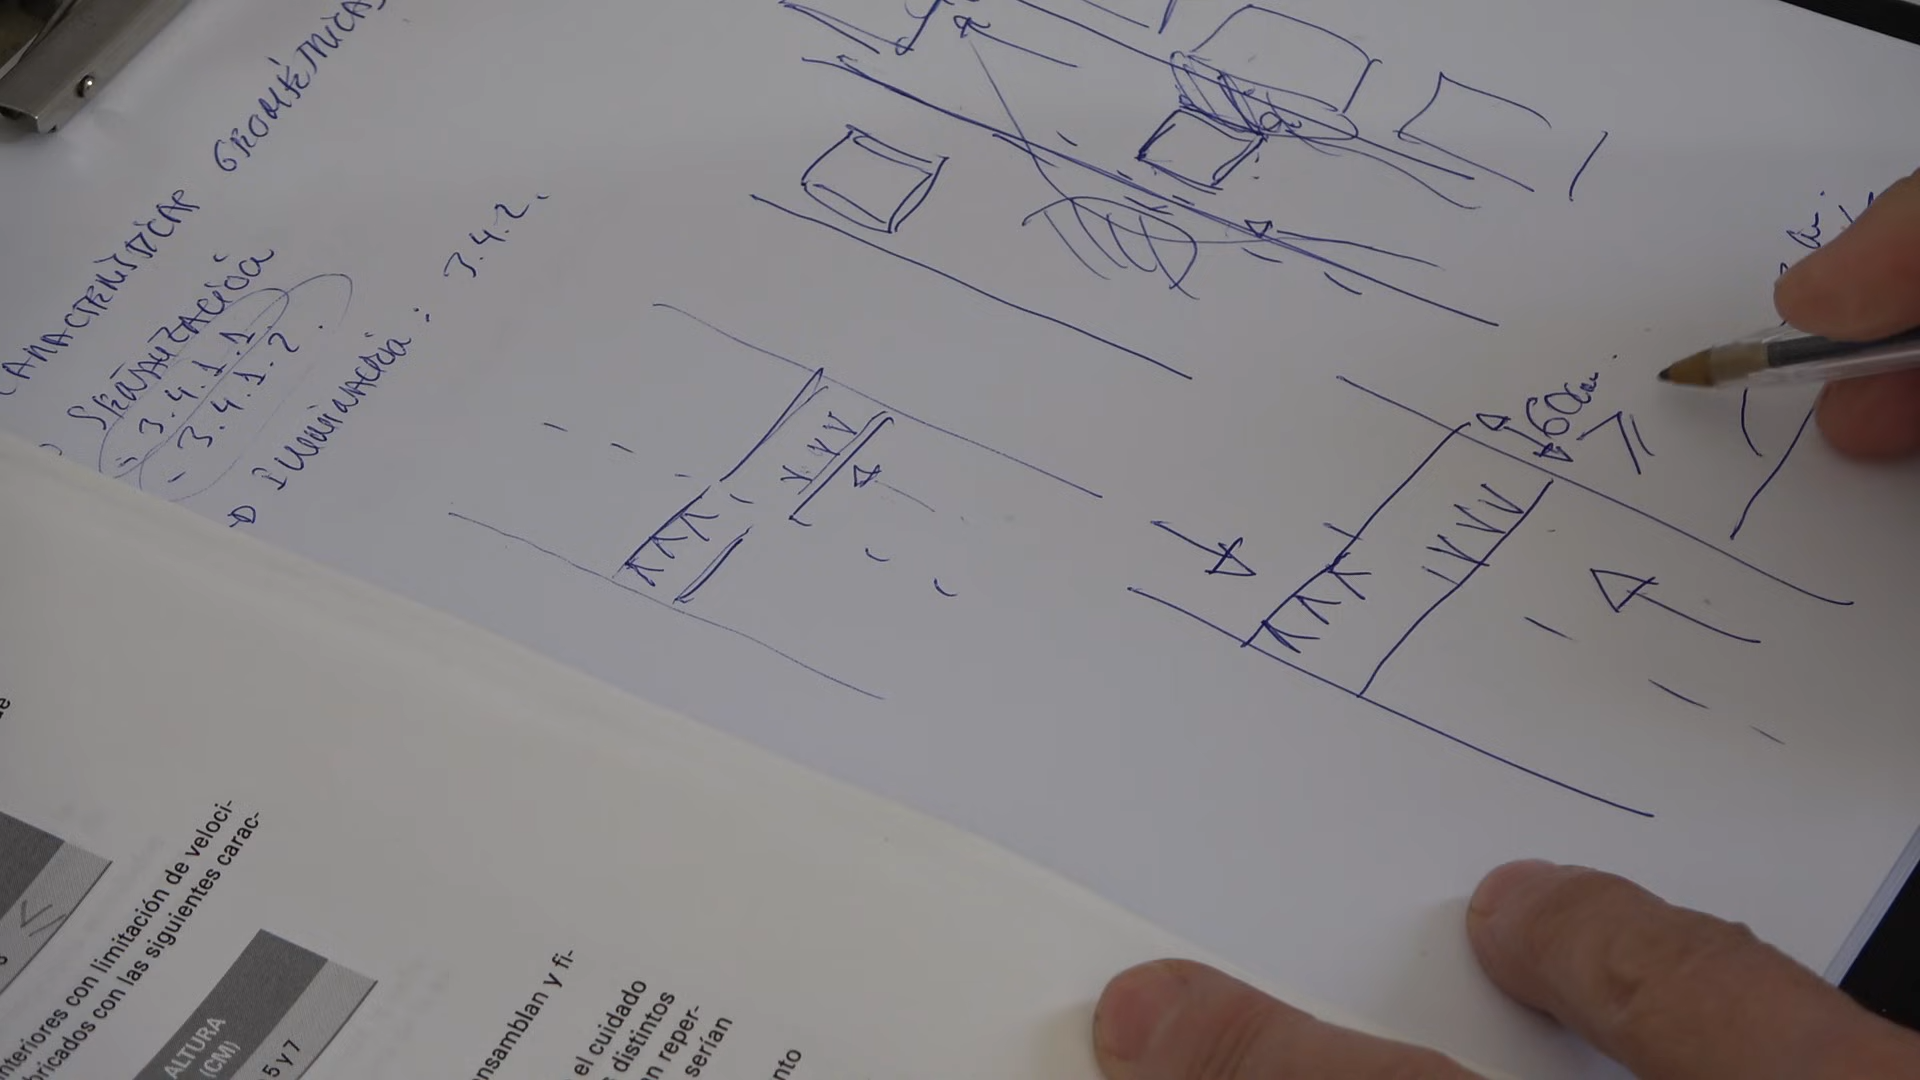 CARACTERÍSTICAS GEOMÉTRICAS
SEÑALIZACIÓN
- 3.4.1.1
- 3.4.1.2.
ILUMINACIÓN: 3.4.2.
60cm.
nteriores con limitación de veloci-
bricados con las siguientes carac-
ALTURA
(CM)
5 y 7
nsamblan y fi-
el cuidado
distintos
n reper-
serían
nto